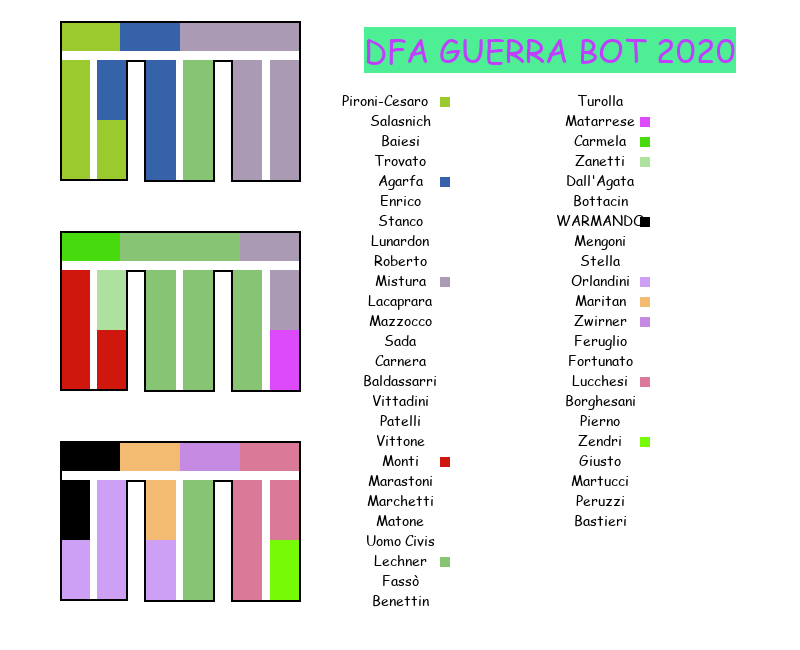 DFA GUERRA BOT 2020
Pironi-Cesaro
Salasnich
Baiesi
Trovato
Agarfa
Enrico
Stanco
Lunardon
Roberto
Mistura
Lacaprara
Mazzocco
Sada
Carnera
Baldassarri
Vittadini
Patelli
Vittone
Monti
Marastoni
Marchetti
Matone
Uomo Civis
Lechner
Fassò
Benettin
Turolla
Matarrese
Carmela
Zanetti
Dall'Agata
Bottacin
WARMANDO
Mengoni
Stella
Orlandini
Maritan
Zwirner
Feruglio
Fortunato
Lucchesi
Borghesani
Pierno
Zendri
Giusto
Martucci
Peruzzi
Bastieri